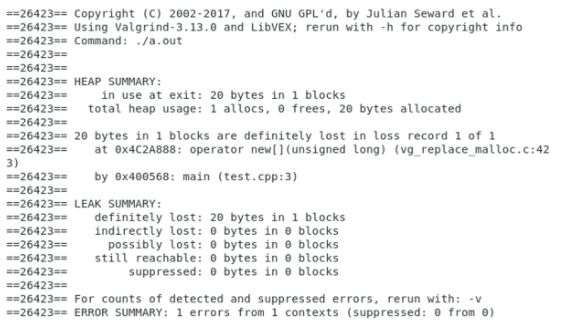 ==26423== Copyright (C) 2002-2017, and GNU GPL'd, by Julian Seward et al.
==26423== Using Valgrind-3.13.0 and LibVEX; rerun with -h for copyright info
==26423== Command: ./a.out
==26423==
==26423==
==26423== HEAP SUMMARY:
==26423==     in use at exit: 20 bytes in 1 blocks
==26423==   total heap usage: 1 allocs, 0 frees, 20 bytes allocated
==26423==
==26423== 20 bytes in 1 blocks are definitely lost in loss record 1 of 1
==26423==    at 0x4C2A888: operator new[](unsigned long) (vg_replace_malloc.c:42
3)
==26423==    by 0x400568: main (test.cpp:3)
==26423==
==26423== LEAK SUMMARY:
==26423==    definitely lost: 20 bytes in 1 blocks
==26423==    indirectly lost: 0 bytes in 0 blocks
==26423==      possibly lost: 0 bytes in 0 blocks
==26423==    still reachable: 0 bytes in 0 blocks
==26423==         suppressed: 0 bytes in 0 blocks
==26423==
==26423== For counts of detected and suppressed errors, rerun with: -v
==26423== ERROR SUMMARY: 1 errors from 1 contexts (suppressed: 0 from 0)